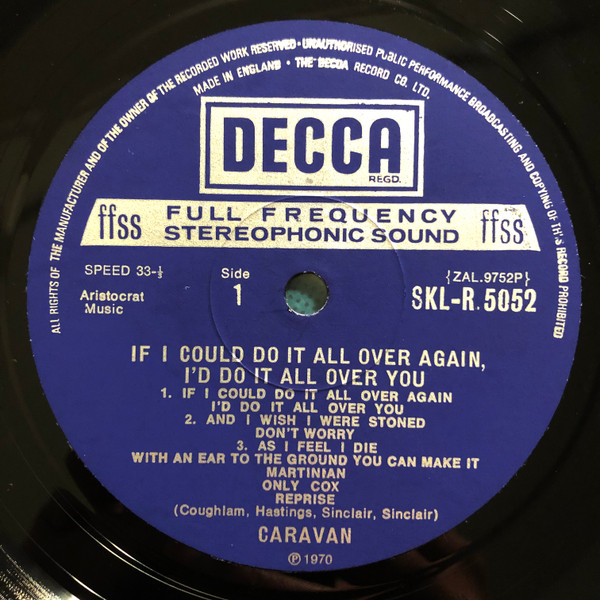 ALL RIGHTS OF THE MANUFACTURER AND OF THE OWNER OF THE RECORDED WORK RESERVED · UNAUTHORISED PUBLIC PERFORMANCE BROADCASTING AND COPYING OF THIS RECORD PROHIBITED
MADE IN ENGLAND · THE DECCA RECORD CO. LTD.
DECCA
REGD.
ffss FULL FREQUENCY STEREOPHONIC SOUND ffss
SPEED 33-⅓
Side
1
{ZAL.9752P}
Aristocrat
Music
SKL-R.5052
IF I COULD DO IT ALL OVER AGAIN,
I'D DO IT ALL OVER YOU
1. IF I COULD DO IT ALL OVER AGAIN
I'D DO IT ALL OVER YOU
2. AND I WISH I WERE STONED
DON'T WORRY
3. AS I FEEL I DIE
WITH AN EAR TO THE GROUND YOU CAN MAKE IT
MARTINIAN
ONLY COX
REPRISE
(Coughlam, Hastings, Sinclair, Sinclair)
CARAVAN
Ⓟ 1970